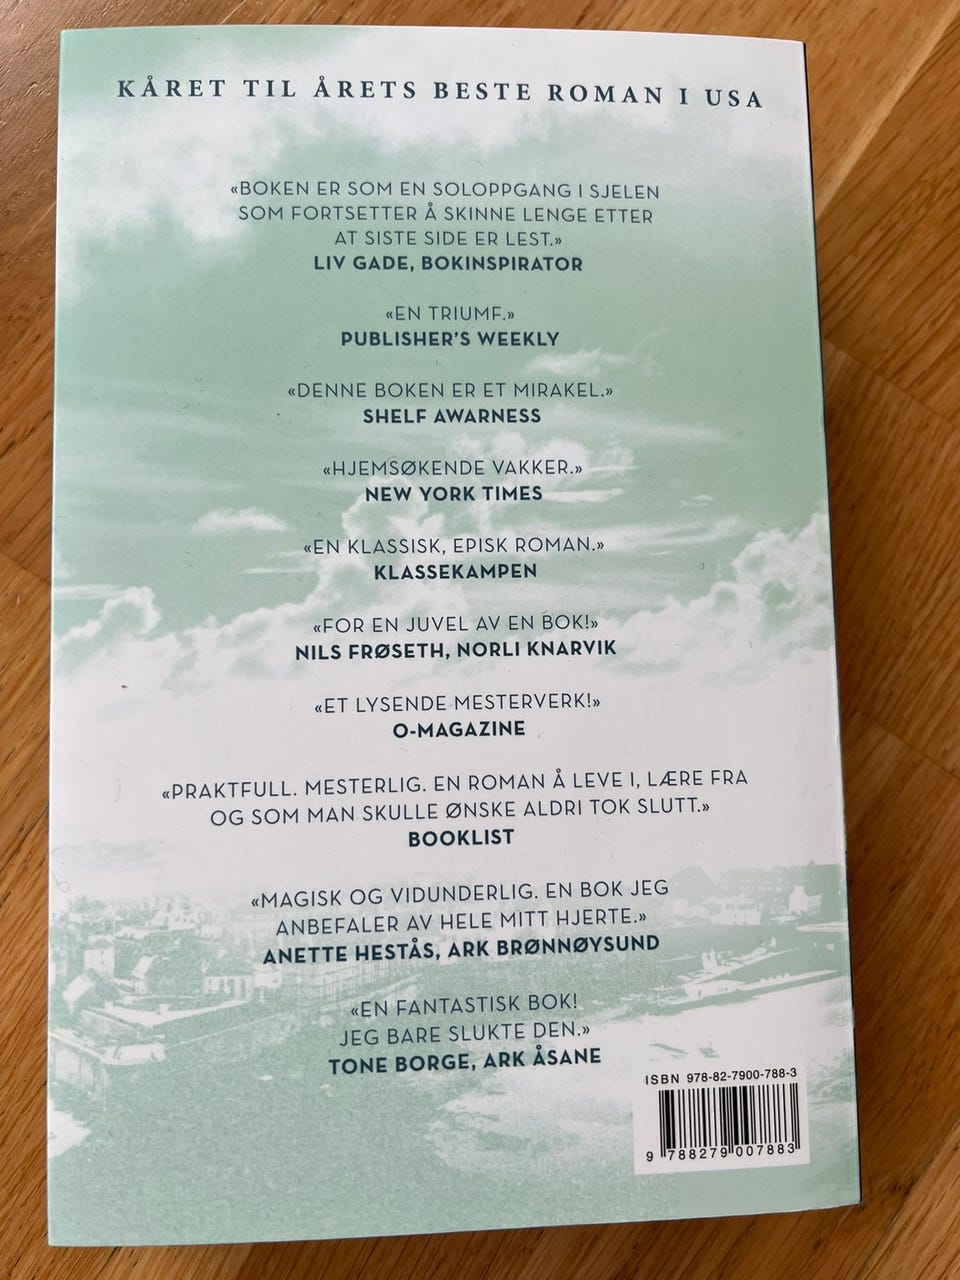 KÅRET TIL ÅRETS BESTE ROMAN I USA
«BOKEN ER SOM EN SOLOPPGANG I SJELEN
SOM FORTSETTER Å SKINNE LENGE ETTER
AT SISTE SIDE ER LEST.»
LIV GADE, BOKINSPIRATOR
«EN TRIUMF.»
PUBLISHER'S WEEKLY
«DENNE BOKEN ER ET MIRAKEL.»
SHELF AWARNESS
«HJEMSØKENDE VAKKER.»
NEW YORK TIMES
«EN KLASSISK, EPISK ROMAN.»
KLASSEKAMPEN
«FOR EN JUVEL AV EN BOK!»
NILS FRØSETH, NORLI KNARVIK
«ET LYSENDE MESTERVERK!»
O-MAGAZINE
«PRAKTFULL. MESTERLIG. EN ROMAN Å LEVE I, LÆRE FRA
OG SOM MAN SKULLE ØNSKE ALDRI TOK SLUTT.»
BOOKLIST
«MAGISK OG VIDUNDERLIG. EN BOK JEG
ANBEFALER AV HELE MITT HJERTE.»
ANETTE HESTÅS, ARK BRØNNØYSUND
«EN FANTASTISK BOK!
JEG BARE SLUKTE DEN.»
TONE BORGE, ARK ÅSANE
ISBN 978-82-7900-788-3
9 788279 007883